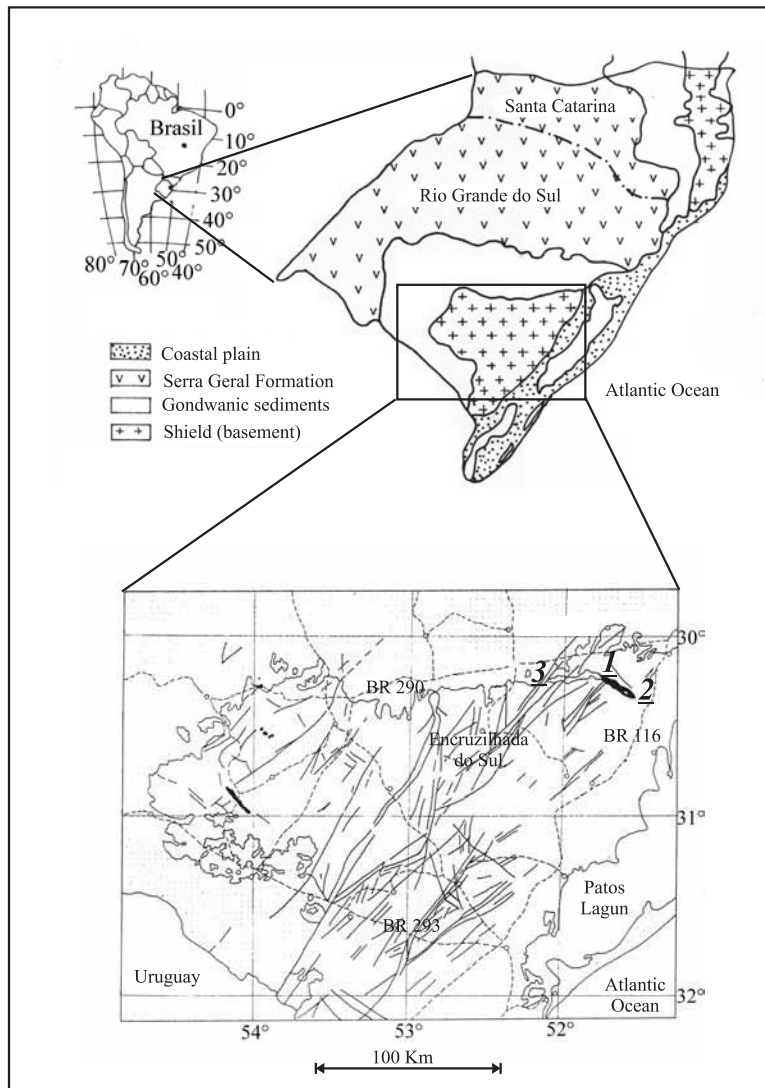 Brasil
0°
10°
20°
30°
40°
50°
80°
70°
60°
50°
40°
Santa Catarina
Rio Grande do Sul
Atlantic Ocean
Coastal plain
v v Serra Geral Formation
Gondwanic sediments
+ + Shield (basement)
30°
1
3
2
BR 290
BR 116
Encruzilhada
do Sul
31°
Patos
Lagun
BR 293
Uruguay
Atlantic
Ocean
32°
54°
53°
52°
100 Km